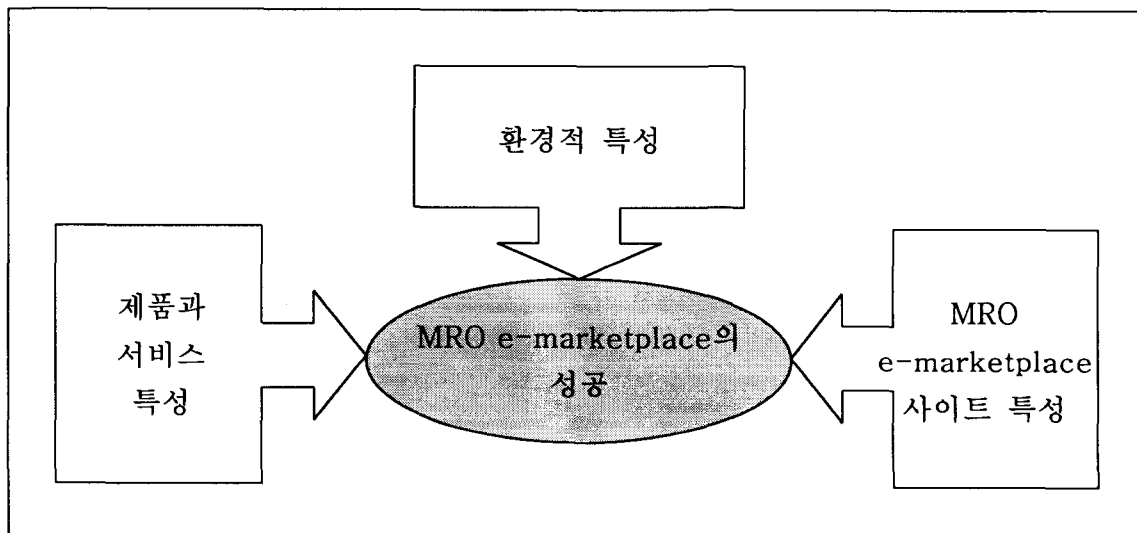 환경적 특성
제품과
서비스
특성
MRO e-marketplace의
성공
MRO
e-marketplace
사이트 특성